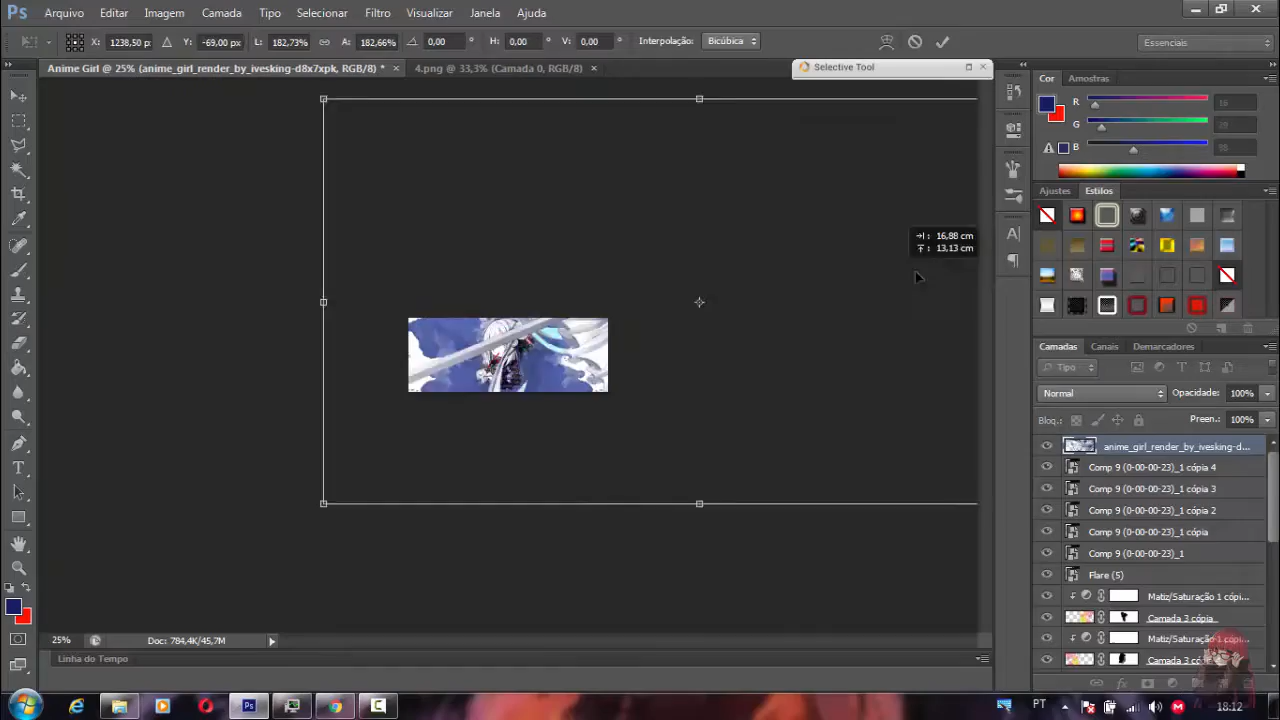 Ps Arquivo Editar Imagem Camada Tipo Selecionar Filtro Visualizar Janela Ajuda
X: 1238,50 p Y: -69,00 px L: 182,73% A: 182,66% 0,00 ° H: 0,00 ° V: 0,00 ° Interpolação: Bicúbica Essenciais
Anime Girl @ 25% (anime_girl_render_by_ivesking-d8x7xpk, RGB/8) * × 4.png @ 33,3% (Camada 0, RGB/8) ×
Selective Tool
Cor Amostras
R
G
B
Ajustes Estilos
16,88 cm
13,13 cm
Camadas Canais Demarcadores
Tipo
Normal Opacidade: 100%
Bloq.: Preen.: 100%
anime_girl_render_by_ivesking-d...
Comp 9 (0-00-00-23)_1 cópia 4
Comp 9 (0-00-00-23)_1 cópia 3
Comp 9 (0-00-00-23)_1 cópia 2
Comp 9 (0-00-00-23)_1 cópia
Comp 9 (0-00-00-23)_1
Flare (5)
Matiz/Saturação 1 cópi...
Camada 3 cópia
Matiz/Saturação 1 cópi...
Camada 3 có
25% Doc: 784,4K/45,7M
Linha do Tempo
PT 18:12